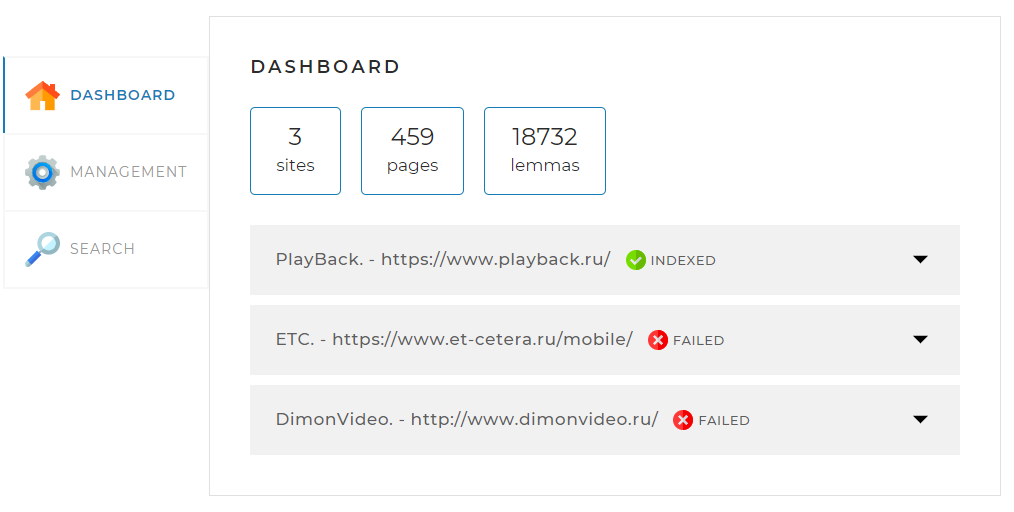 DASHBOARD
MANAGEMENT
SEARCH
DASHBOARD
3
sites
459
pages
18732
lemmas
PlayBack. - https://www.playback.ru/ INDEXED
ETC. - https://www.et-cetera.ru/mobile/ FAILED
DimonVideo. - http://www.dimonvideo.ru/ FAILED